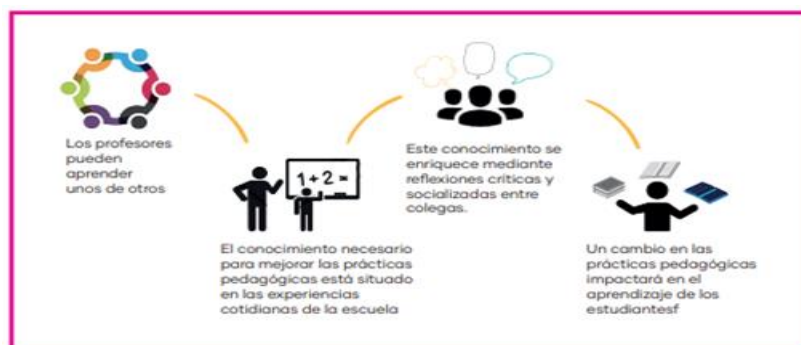 Los profesores
pueden
aprender
unos de otros
1+2=
El conocimiento necesario
para mejorar las prácticas
pedagógicas está situado
en las experiencias
cotidianas de la escuela
Este conocimiento se
enriquece mediante
reflexiones críticas y
socializadas entre
colegas.
Un cambio en las
prácticas pedagógicas
impactará en el
aprendizaje de los
estudiantesf